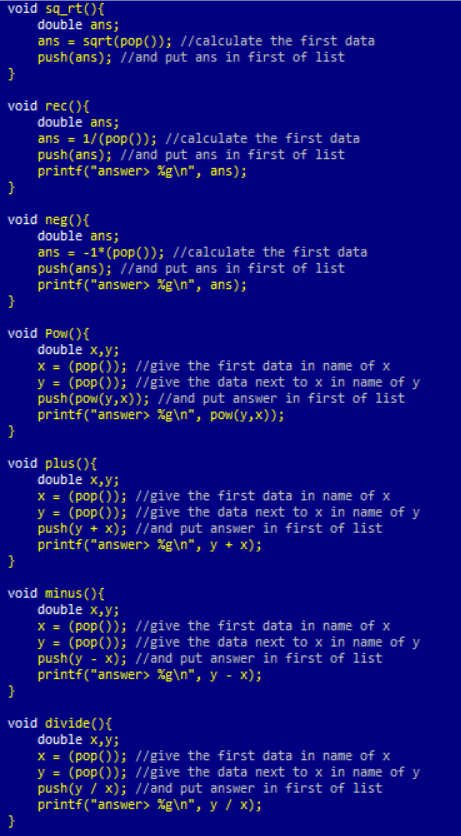 void sq_rt(){
double ans;
ans = sqrt(pop()); //calculate the first data
push(ans); //and put ans in first of list
}
void rec(){
double ans;
ans = 1/(pop()); //calculate the first data
push(ans); //and put ans in first of list
printf("answer> %g\n", ans);
}
void neg(){
double ans;
ans = -1*(pop()); //calculate the first data
push(ans); //and put ans in first of list
printf("answer> %g\n", ans);
}
void Pow(){
double x,y;
x = (pop()); //give the first data in name of x
y = (pop()); //give the data next to x in name of y
push(pow(y,x)); //and put answer in first of list
printf("answer> %g\n", pow(y,x));
}
void plus(){
double x,y;
x = (pop()); //give the first data in name of x
y = (pop()); //give the data next to x in name of y
push(y + x); //and put answer in first of list
printf("answer> %g\n", y + x);
}
void minus(){
double x,y;
x = (pop()); //give the first data in name of x
y = (pop()); //give the data next to x in name of y
push(y - x); //and put answer in first of list
printf("answer> %g\n", y - x);
}
void divide(){
double x,y;
x = (pop()); //give the first data in name of x
y = (pop()); //give the data next to x in name of y
push(y / x); //and put answer in first of list
printf("answer> %g\n", y / x);
}